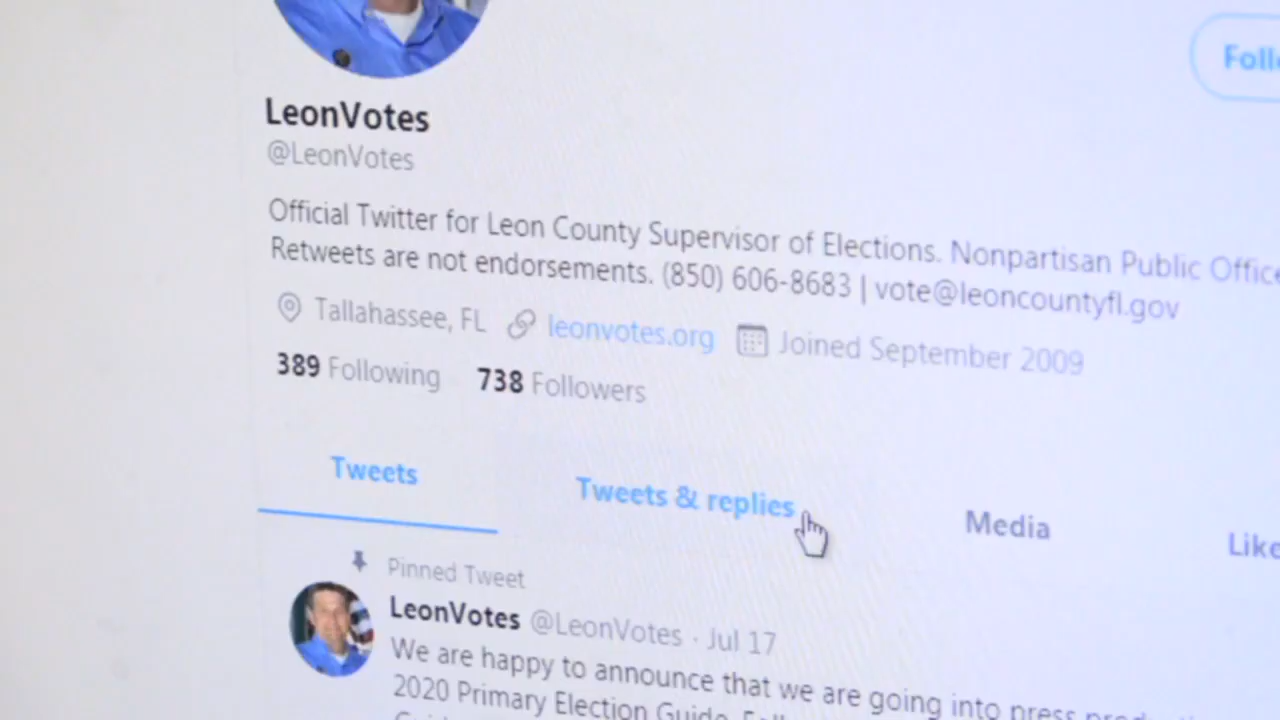 LeonVotes
@LeonVotes
Official Twitter for Leon County Supervisor of Elections. Nonpartisan Public Office
Retweets are not endorsements. (850) 606-8683 | vote@leoncountyfl.gov
Tallahassee, FL leonvotes.org Joined September 2009
389 Following 738 Followers
Tweets Tweets & replies Media Like
Pinned Tweet
LeonVotes @LeonVotes · Jul 17
We are happy to announce that we are going into press
2020 Primary Election Guide.